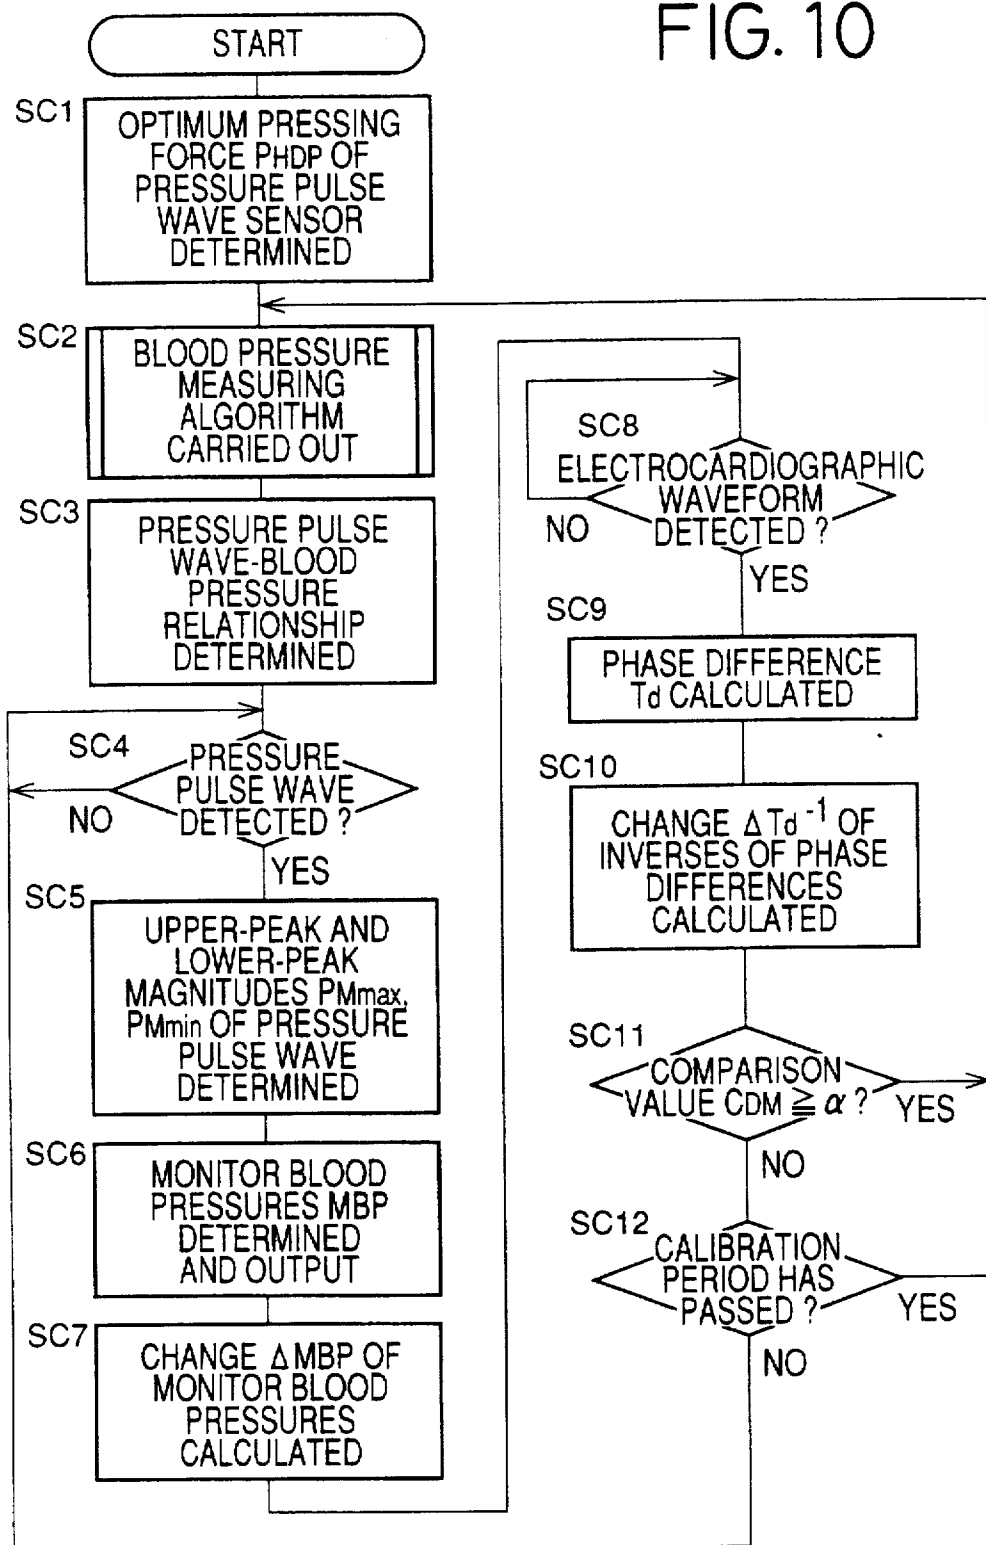 FIG. 10
START
SC1
OPTIMUM PRESSING
FORCE PHDP OF
PRESSURE PULSE
WAVE SENSOR
DETERMINED
SC2
BLOOD PRESSURE
MEASURING
ALGORITHM
CARRIED OUT
SC3
PRESSURE PULSE
WAVE-BLOOD
PRESSURE
RELATIONSHIP
DETERMINED
SC4
PRESSURE
PULSE WAVE
DETECTED ?
NO
YES
SC5
UPPER-PEAK AND
LOWER-PEAK
MAGNITUDES PMmax,
PMmin OF PRESSURE
PULSE WAVE
DETERMINED
SC6
MONITOR BLOOD
PRESSURES MBP
DETERMINED
AND OUTPUT
SC7
CHANGE Δ MBP OF
MONITOR BLOOD
PRESSURES
CALCULATED
SC8
ELECTROCARDIOGRAPHIC
WAVEFORM
DETECTED ?
NO
YES
SC9
PHASE DIFFERENCE
Td CALCULATED
SC10
CHANGE Δ Td -1 OF
INVERSES OF PHASE
DIFFERENCES
CALCULATED
SC11
COMPARISON
VALUE CDM ≧ α ?
YES
NO
SC12
CALIBRATION
PERIOD HAS
PASSED ?
YES
NO